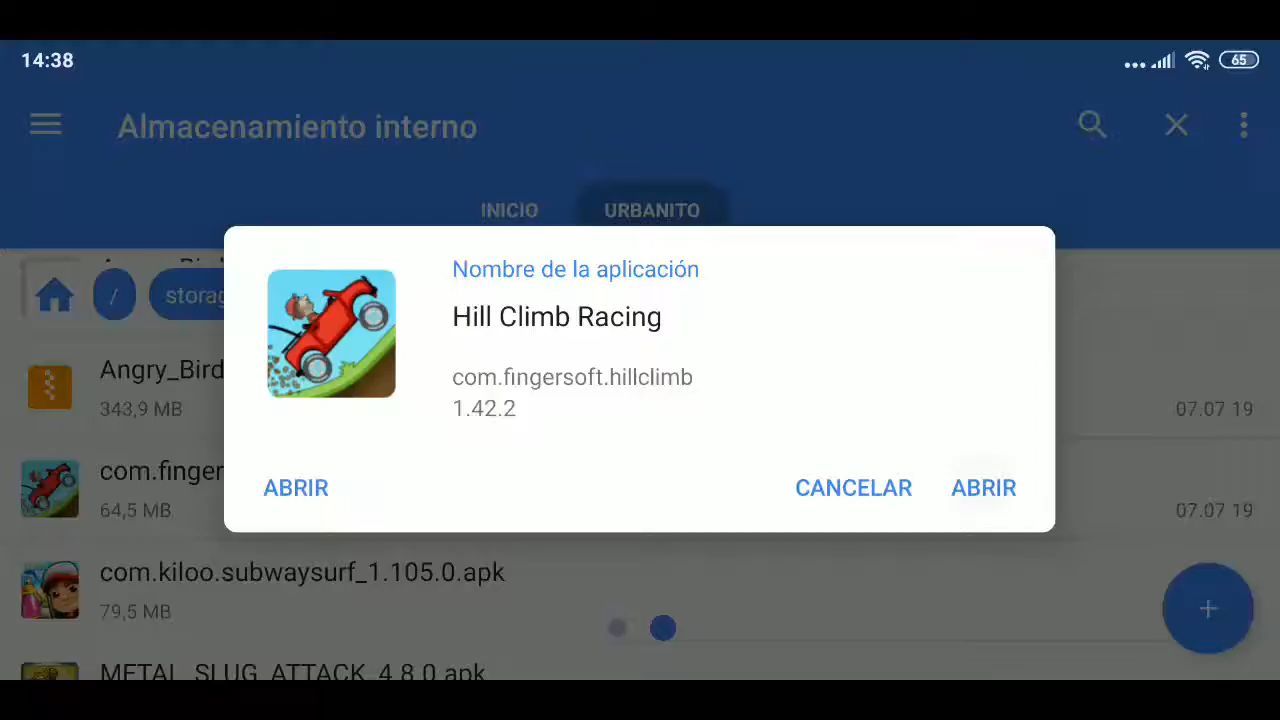 14:38
65
Almacenamiento interno
INICIO
URBANITO
Nombre de la aplicación
/
storag
Hill Climb Racing
Angry_Bird
343,9 MB
07.07 19
com.fingersoft.hillclimb
1.42.2
com.finger
64,5 MB
07.07 19
ABRIR
CANCELAR
ABRIR
com.kiloo.subwaysurf_1.105.0.apk
79,5 MB
+
METAL_SLUG_ATTACK_4.8.0.apk